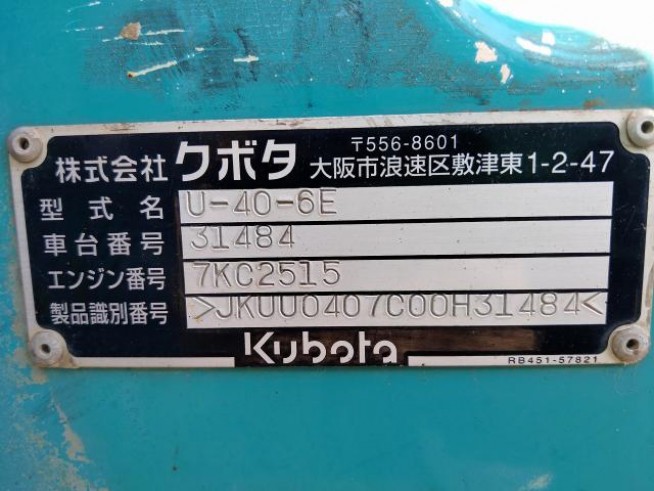 株式会社クボタ 〒556-8601
大阪市浪速区敷津東1-2-47
型式名 U-40-6E
車台番号 31484
エンジン番号 7KC2515
製品識別番号 >JKUU0407C00H31484<
Kubota
RB451-57821